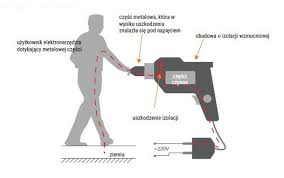 część metalowa, która w
wyniku uszkodzenia
znalazła się pod napięciem
użytkownik elektronarzędzia
dotykający metalowej części
obudowa o izolacji wzmocnionej
części
czynne
uszkodzenie izolacji
~230V
ziemia